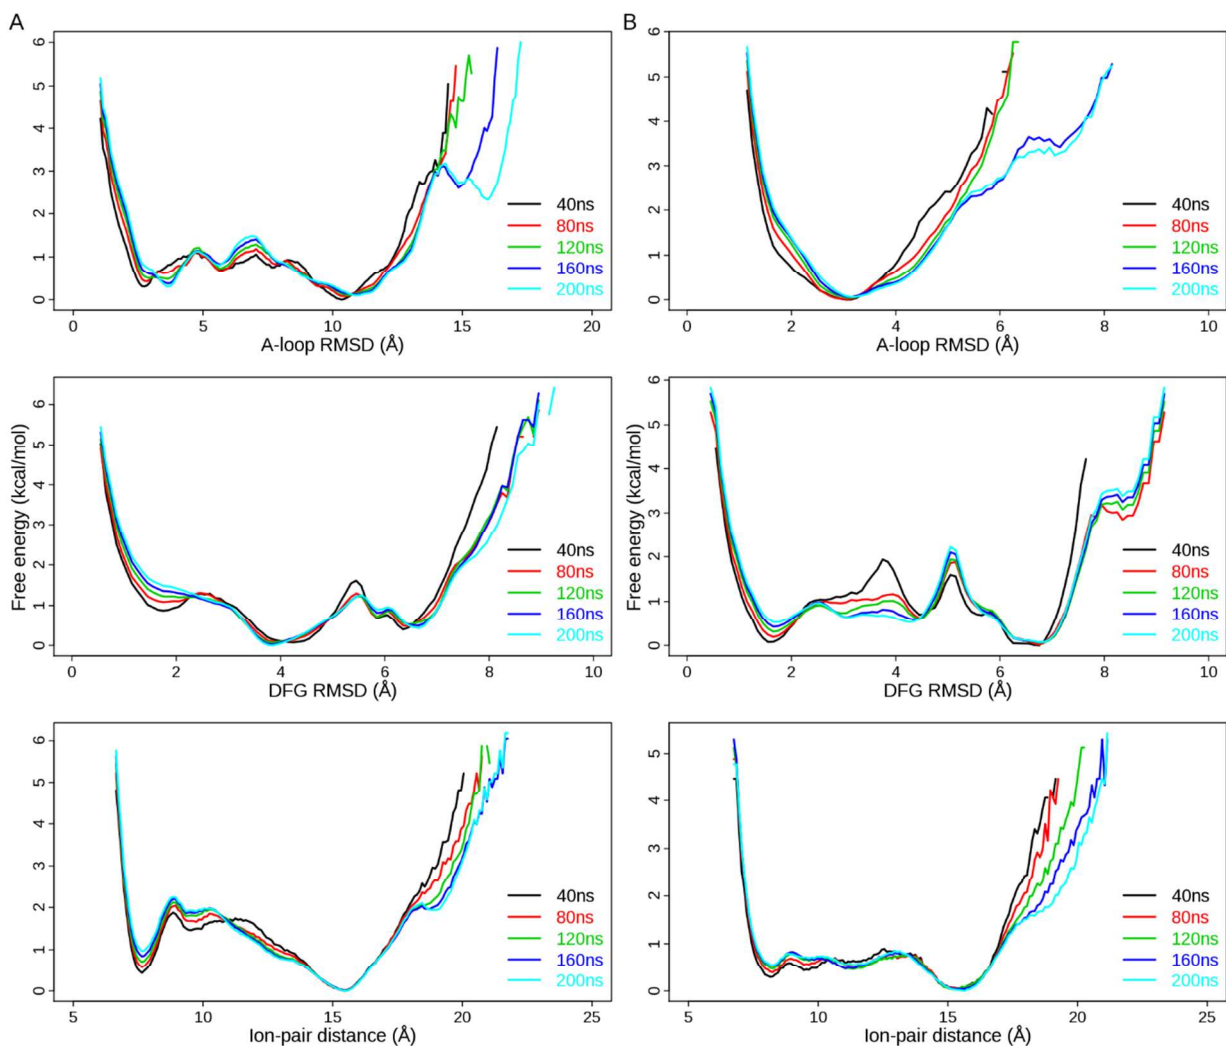 A
B
6
5
4
3
2
1
0
40ns
80ns
120ns
160ns
200ns
0 5 10 15 20
A-loop RMSD (Å)
6
5
4
3
2
1
0
40ns
80ns
120ns
160ns
200ns
0 2 4 6 8 10
A-loop RMSD (Å)
Free energy (kcal/mol)
6
5
4
3
2
1
0
40ns
80ns
120ns
160ns
200ns
0 2 4 6 8 10
DFG RMSD (Å)
Free energy (kcal/mol)
6
5
4
3
2
1
0
40ns
80ns
120ns
160ns
200ns
0 2 4 6 8 10
DFG RMSD (Å)
6
5
4
3
2
1
0
40ns
80ns
120ns
160ns
200ns
5 10 15 20 25
Ion-pair distance (Å)
5
4
3
2
1
0
40ns
80ns
120ns
160ns
200ns
5 10 15 20 25
Ion-pair distance (Å)